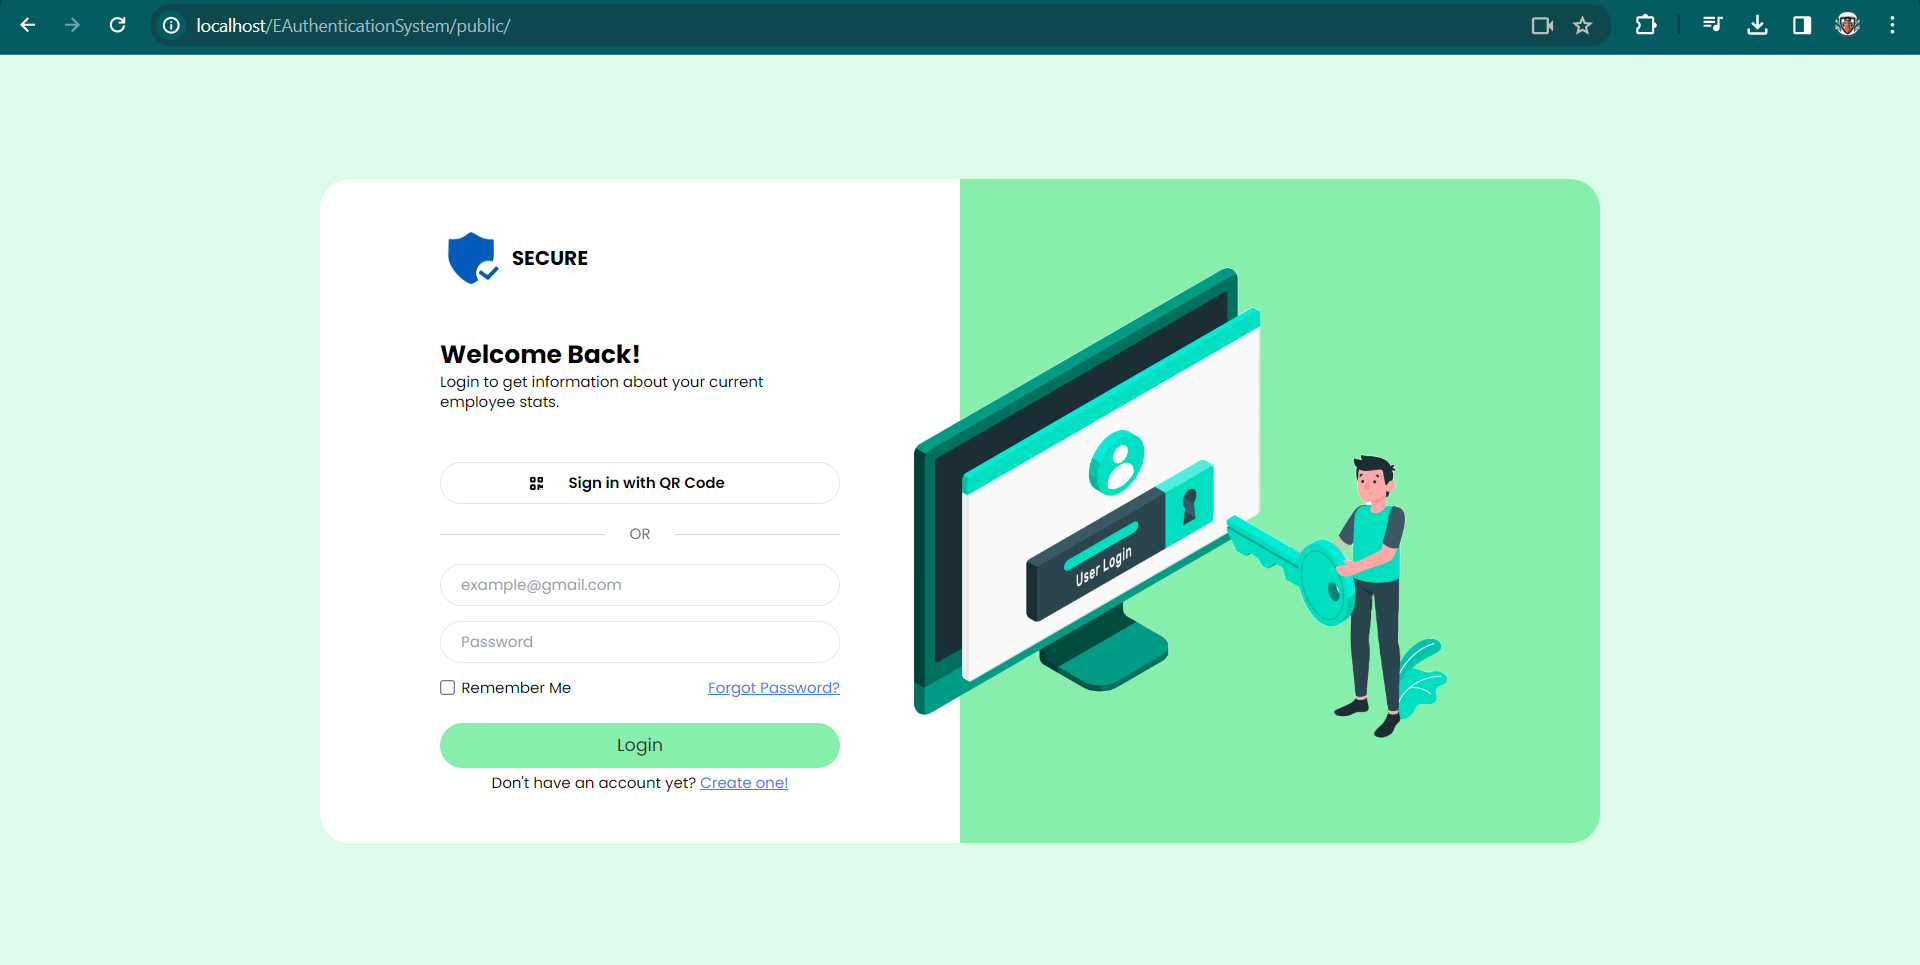 localhost/EAuthenticationSystem/public/
SECURE
Welcome Back!
Login to get information about your current
employee stats.
Sign in with QR Code
OR
example@gmail.com
Password
Remember Me
Forgot Password?
Login
Don't have an account yet? Create one!
User Login